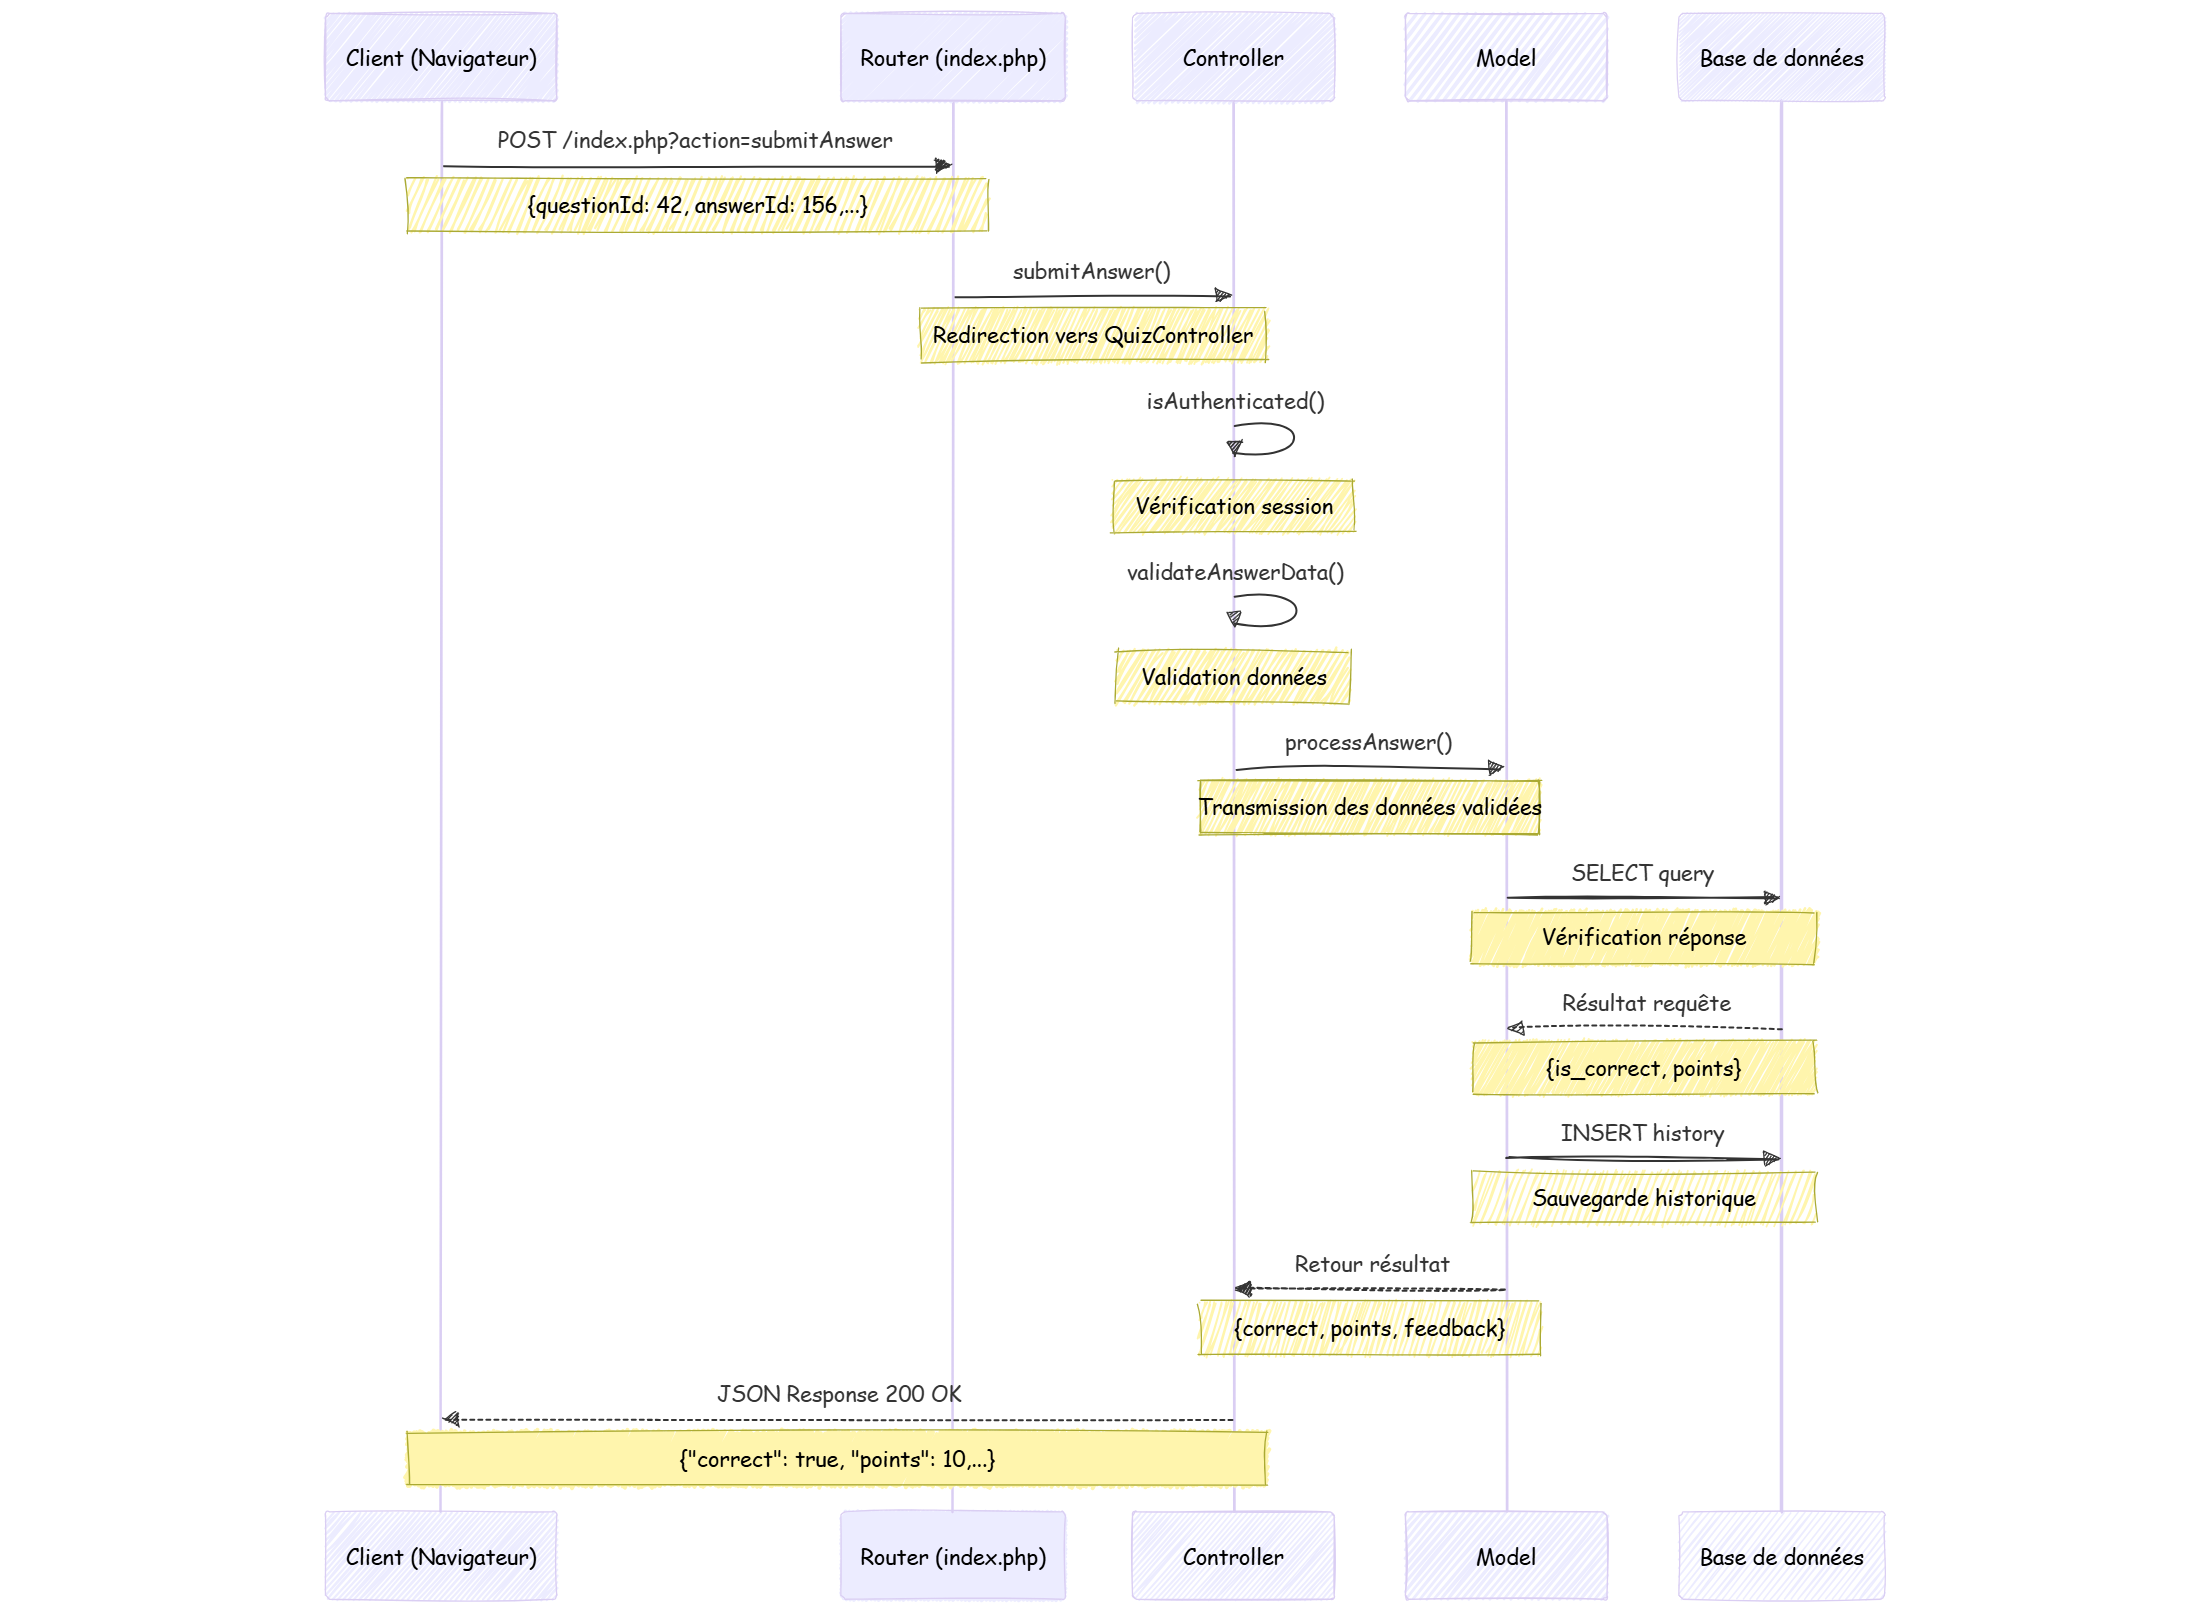 Client (Navigateur)
Router (index.php)
Controller
Model
Base de données
POST /index.php?action=submitAnswer
{questionId: 42, answerId: 156,...}
submitAnswer()
Redirection vers QuizController
isAuthenticated()
Vérification session
validateAnswerData()
Validation données
processAnswer()
Transmission des données validées
SELECT query
Vérification réponse
Résultat requête
{is_correct, points}
INSERT history
Sauvegarde historique
Retour résultat
{correct, points, feedback}
JSON Response 200 OK
{"correct": true, "points": 10,...}
Client (Navigateur)
Router (index.php)
Controller
Model
Base de données